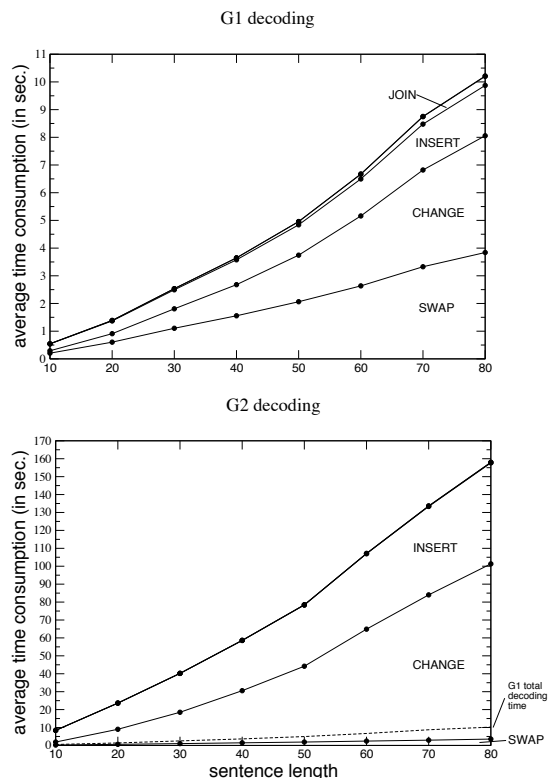 G1 decoding
average time consumption (in sec.)
11
10
9
8
7
6
5
4
3
2
1
0
JOIN
INSERT
CHANGE
SWAP
10 20 30 40 50 60 70 80
G2 decoding
average time consumption (in sec.)
170
160
150
140
130
120
110
100
90
80
70
60
50
40
30
20
10
0
INSERT
CHANGE
G1 total
decoding
time
SWAP
10 20 30 40 50 60 70 80
sentence length